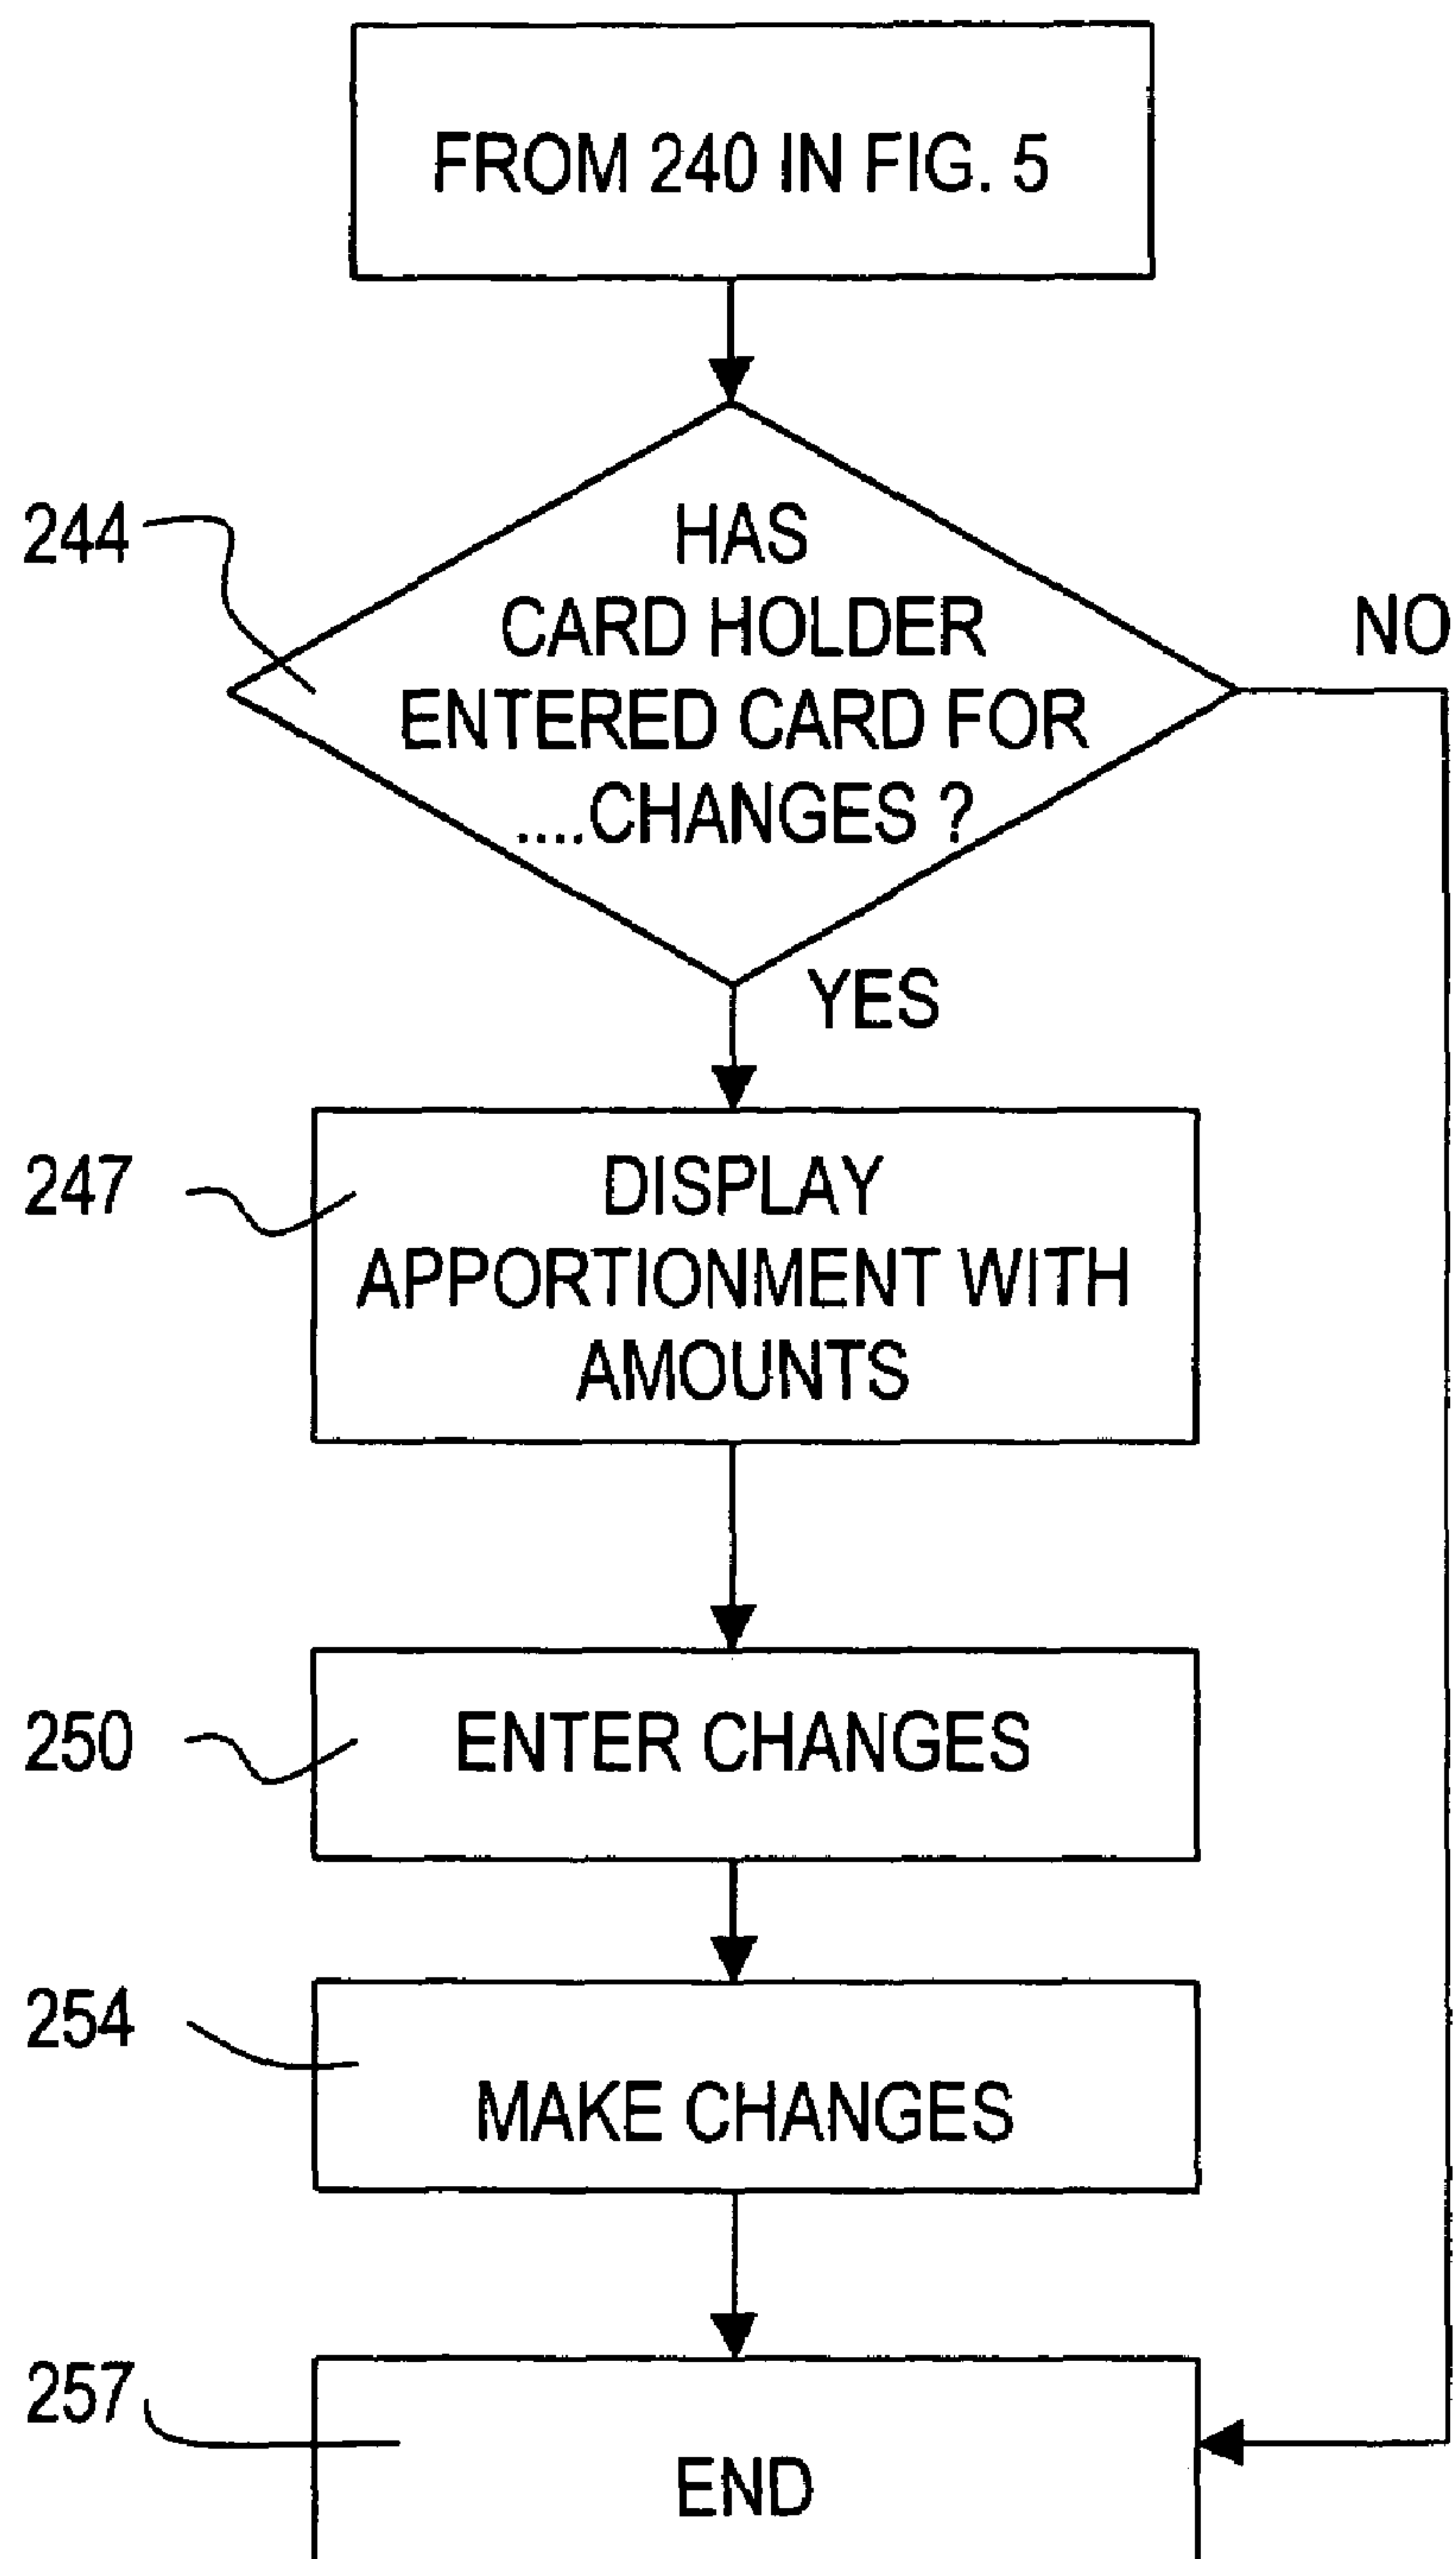 FROM 240 IN FIG. 5
244
HAS
CARD HOLDER
ENTERED CARD FOR
....CHANGES ?
NO
YES
247
DISPLAY
APPORTIONMENT WITH
AMOUNTS
250
ENTER CHANGES
254
MAKE CHANGES
257
END